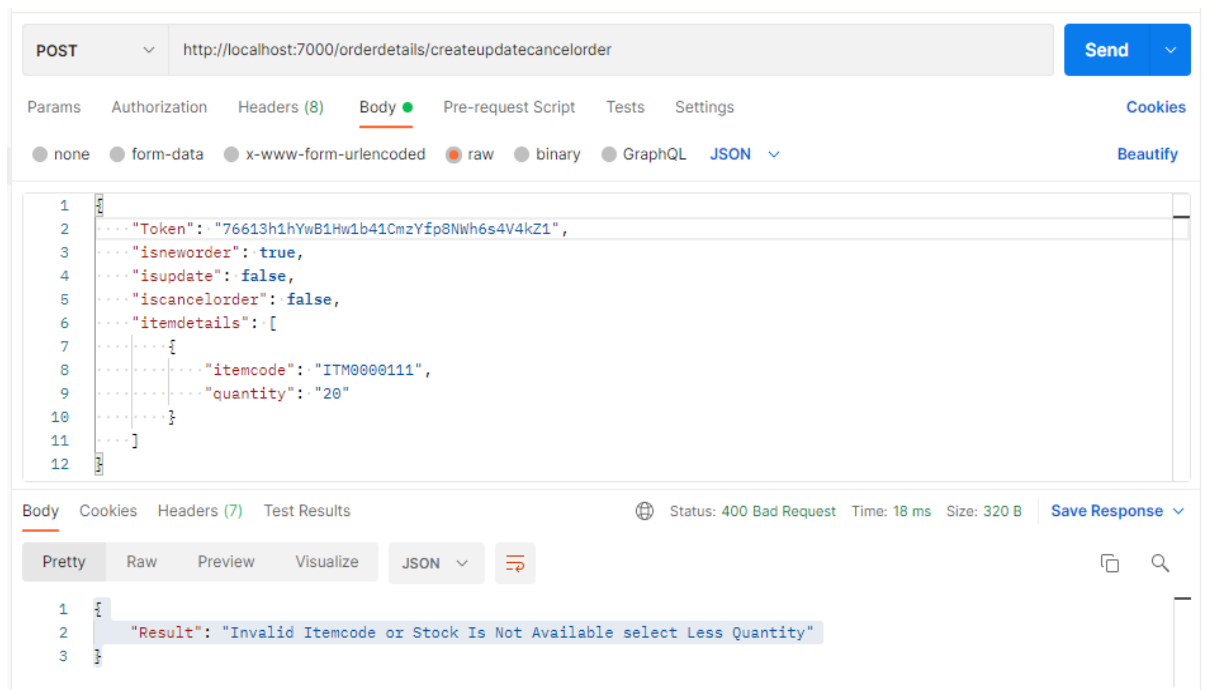 POST http://localhost:7000/orderdetails/createupdatecancelorder Send
Params Authorization Headers (8) Body Pre-request Script Tests Settings Cookies
none form-data x-www-form-urlencoded raw binary GraphQL JSON Beautify
1 {
2 "Token": "76613h1hYwB1Hw1b41CmzYfp8NWh6s4V4kZ1",
3 "isneworder": true,
4 "isupdate": false,
5 "iscancelorder": false,
6 "itemdetails": [
7 {
8 "itemcode": "ITM0000111",
9 "quantity": "20"
10 }
11 ]
12 }
Body Cookies Headers (7) Test Results Status: 400 Bad Request Time: 18 ms Size: 320 B Save Response
Pretty Raw Preview Visualize JSON
1 {
2 "Result": "Invalid Itemcode or Stock Is Not Available select Less Quantity"
3 }